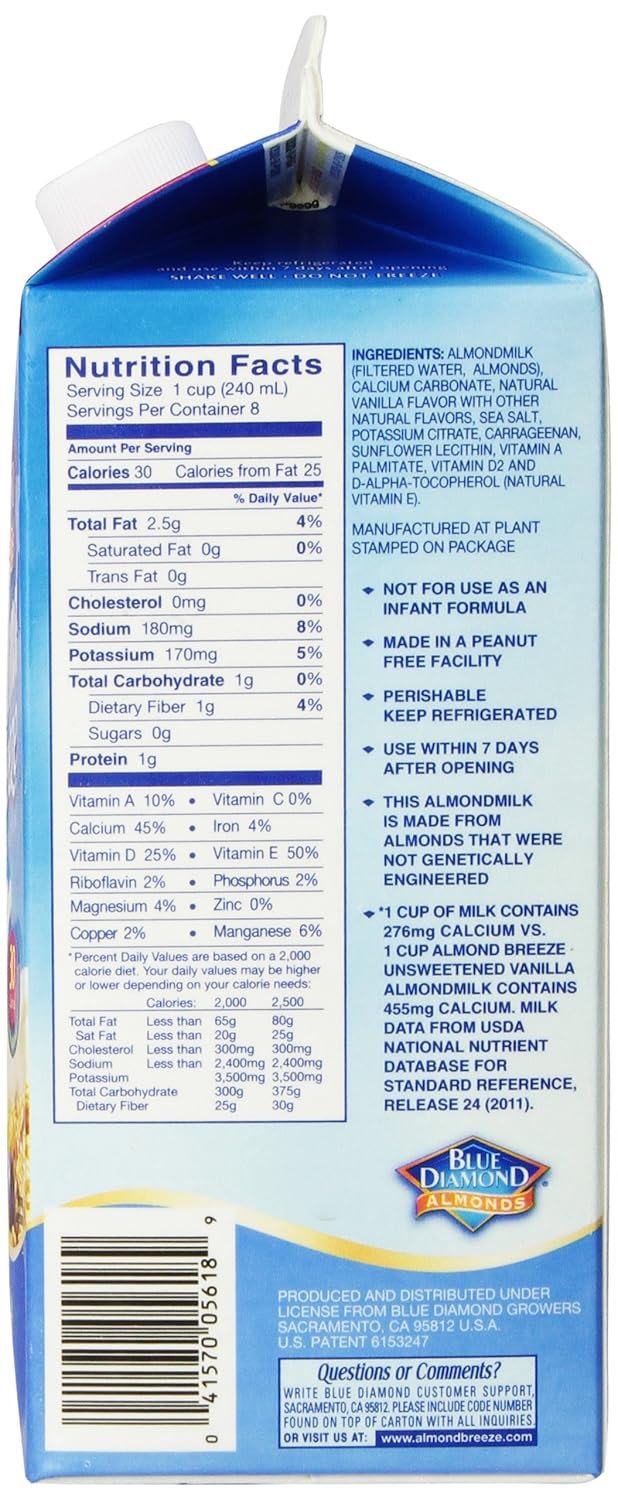 Keep refrigerated
and use within 7 days after opening
SHAKE WELL • DO NOT FREEZE
Nutrition Facts
Serving Size 1 cup (240 mL)
Servings Per Container 8
Amount Per Serving
Calories 30 Calories from Fat 25
% Daily Value*
Total Fat 2.5g 4%
Saturated Fat 0g 0%
Trans Fat 0g
Cholesterol 0mg 0%
Sodium 180mg 8%
Potassium 170mg 5%
Total Carbohydrate 1g 0%
Dietary Fiber 1g 4%
Sugars 0g
Protein 1g
Vitamin A 10% • Vitamin C 0%
Calcium 45% • Iron 4%
Vitamin D 25% • Vitamin E 50%
Riboflavin 2% • Phosphorus 2%
Magnesium 4% • Zinc 0%
Copper 2% • Manganese 6%
*Percent Daily Values are based on a 2,000
calorie diet. Your daily values may be higher
or lower depending on your calorie needs:
Calories: 2,000 2,500
Total Fat Less than 65g 80g
Sat Fat Less than 20g 25g
Cholesterol Less than 300mg 300mg
Sodium Less than 2,400mg 2,400mg
Potassium 3,500mg 3,500mg
Total Carbohydrate 300g 375g
Dietary Fiber 25g 30g
INGREDIENTS: ALMONDMILK
(FILTERED WATER, ALMONDS),
CALCIUM CARBONATE, NATURAL
VANILLA FLAVOR WITH OTHER
NATURAL FLAVORS, SEA SALT,
POTASSIUM CITRATE, CARRAGEENAN,
SUNFLOWER LECITHIN, VITAMIN A
PALMITATE, VITAMIN D2 AND
D-ALPHA-TOCOPHEROL (NATURAL
VITAMIN E).
MANUFACTURED AT PLANT
STAMPED ON PACKAGE
NOT FOR USE AS AN
INFANT FORMULA
MADE IN A PEANUT
FREE FACILITY
PERISHABLE
KEEP REFRIGERATED
USE WITHIN 7 DAYS
AFTER OPENING
THIS ALMONDMILK
IS MADE FROM
ALMONDS THAT WERE
NOT GENETICALLY
ENGINEERED
*1 CUP OF MILK CONTAINS
276mg CALCIUM VS.
1 CUP ALMOND BREEZE
UNSWEETENED VANILLA
ALMONDMILK CONTAINS
455mg CALCIUM. MILK
DATA FROM USDA
NATIONAL NUTRIENT
DATABASE FOR
STANDARD REFERENCE,
RELEASE 24 (2011).
BLUE
DIAMOND
ALMONDS
®
0 41570 05618 9
PRODUCED AND DISTRIBUTED UNDER
LICENSE FROM BLUE DIAMOND GROWERS
SACRAMENTO, CA 95812 U.S.A.
U.S. PATENT 6153247
Questions or Comments?
WRITE BLUE DIAMOND CUSTOMER SUPPORT,
SACRAMENTO, CA 95812. PLEASE INCLUDE CODE NUMBER
FOUND ON TOP OF CARTON WITH ALL INQUIRIES.
OR VISIT US AT: www.almondbreeze.com
30